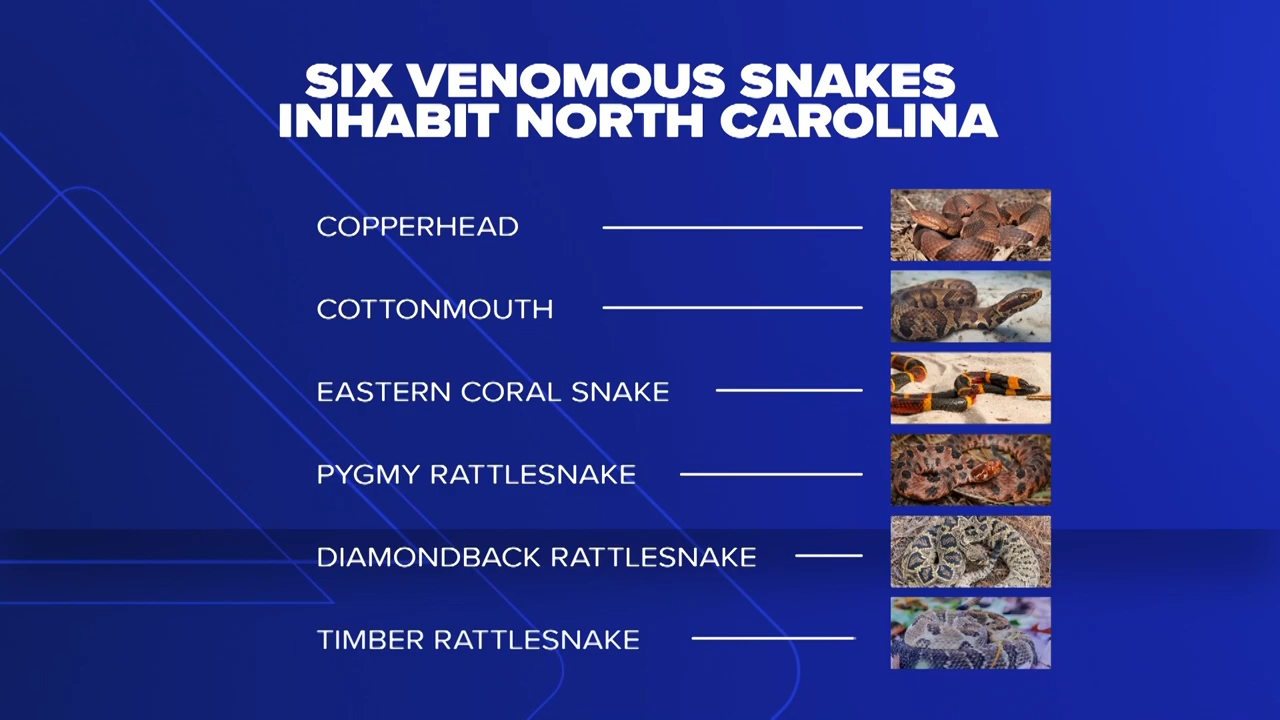 SIX VENOMOUS SNAKES
INHABIT NORTH CAROLINA
COPPERHEAD
COTTONMOUTH
EASTERN CORAL SNAKE
PYGMY RATTLESNAKE
DIAMONDBACK RATTLESNAKE
TIMBER RATTLESNAKE